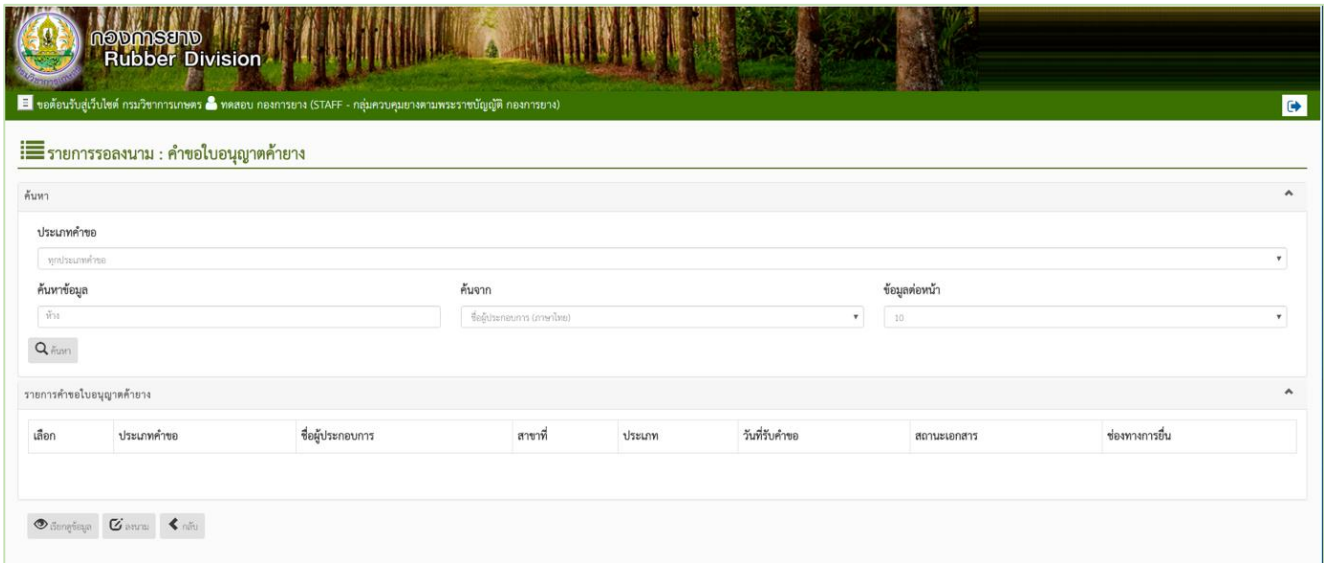 กองการยาง
Rubber Division
กรมวิชาการเกษตร
ขอต้อนรับสู่เว็บไซต์ กรมวิชาการเกษตร ทดสอบ กองการยาง (STAFF - กลุ่มควบคุมยางตามพระราชบัญญัติ กองการยาง)
รายการรอลงนาม : คำขอใบอนุญาตค้ายาง
ค้นหา
ประเภทคำขอ
ทุกประเภทคำขอ
ค้นหาข้อมูล ค้นจาก ข้อมูลต่อหน้า
ห้าง ชื่อผู้ประกอบการ (ภาษาไทย) 10
ค้นหา
รายการคำขอใบอนุญาตค้ายาง
เลือก ประเภทคำขอ ชื่อผู้ประกอบการ สาขาที่ ประเภท วันที่รับคำขอ สถานะเอกสาร ช่องทางการยื่น
เรียกดูข้อมูล ลงนาม กลับ